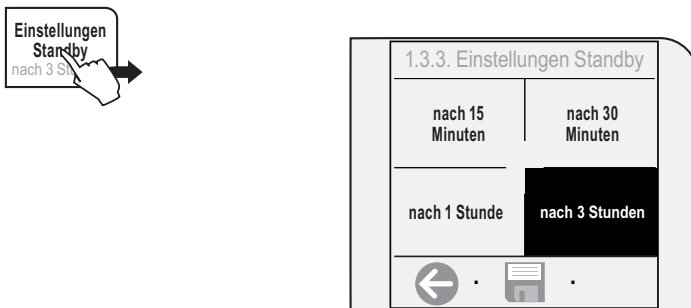 Einstellungen
Standby
nach 3
1.3.3. Einstellungen Standby
nach 15
Minuten
nach 30
Minuten
nach 1 Stunde
nach 3 Stunden